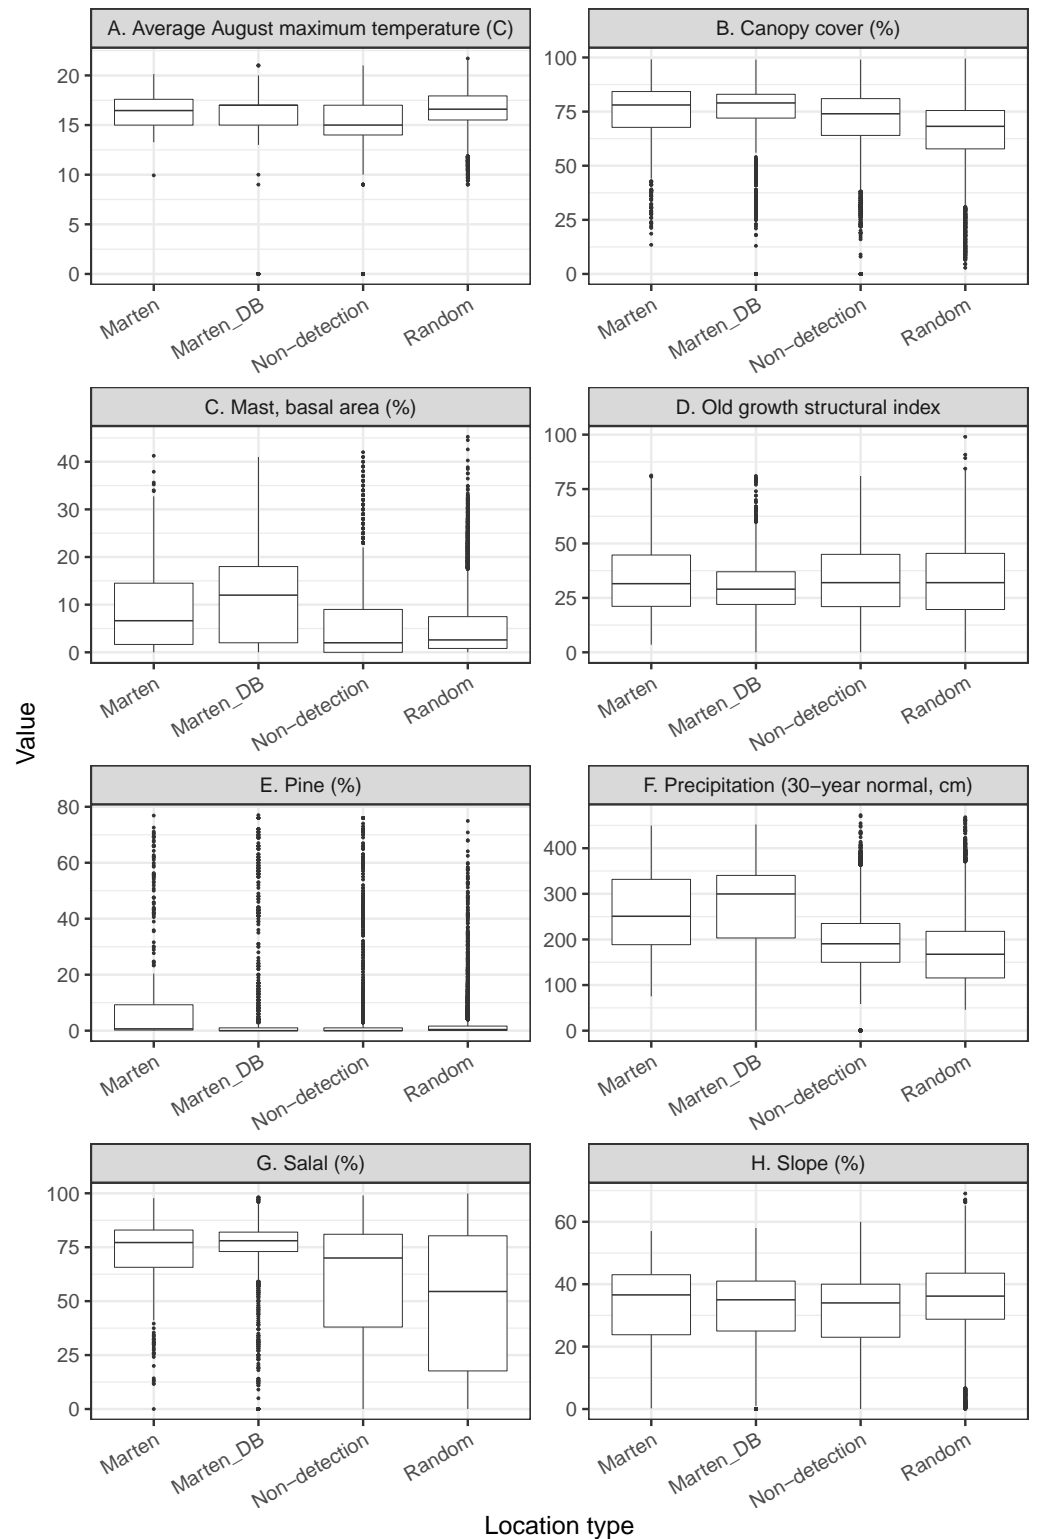 A. Average August maximum temperature (C)
20
15
10
5
0
Marten
Marten_DB
Non−detection
Random
B. Canopy cover (%)
100
75
50
25
0
Marten
Marten_DB
Non−detection
Random
C. Mast, basal area (%)
40
30
20
10
0
Marten
Marten_DB
Non−detection
Random
D. Old growth structural index
100
75
50
25
0
Marten
Marten_DB
Non−detection
Random
Value
E. Pine (%)
80
60
40
20
0
Marten
Marten_DB
Non−detection
Random
F. Precipitation (30−year normal, cm)
400
300
200
100
0
Marten
Marten_DB
Non−detection
Random
G. Salal (%)
100
75
50
25
0
Marten
Marten_DB
Non−detection
Random
H. Slope (%)
60
40
20
0
Marten
Marten_DB
Non−detection
Random
Location type